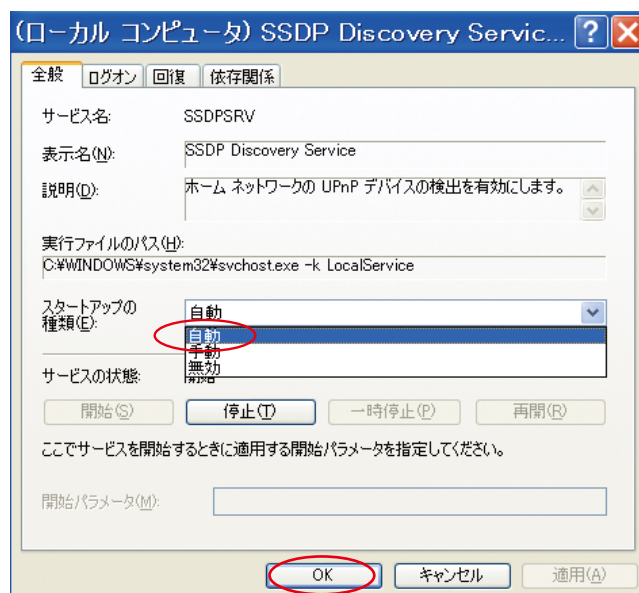 (ローカル コンピュータ) SSDP Discovery Servic...
全般 ログオン 回復 依存関係
サービス名: SSDPSRV
表示名(N): SSDP Discovery Service
説明(D): ホーム ネットワークの UPnP デバイスの検出を有効にします。
実行ファイルのパス(H):
C:¥WINDOWS¥system32¥svchost.exe -k LocalService
スタートアップの
種類(E): 自動
自動
手動
無効
サービスの状態: 開始
開始(S) 停止(T) 一時停止(P) 再開(R)
ここでサービスを開始するときに適用する開始パラメータを指定してください。
開始パラメータ(M):
OK キャンセル 適用(A)